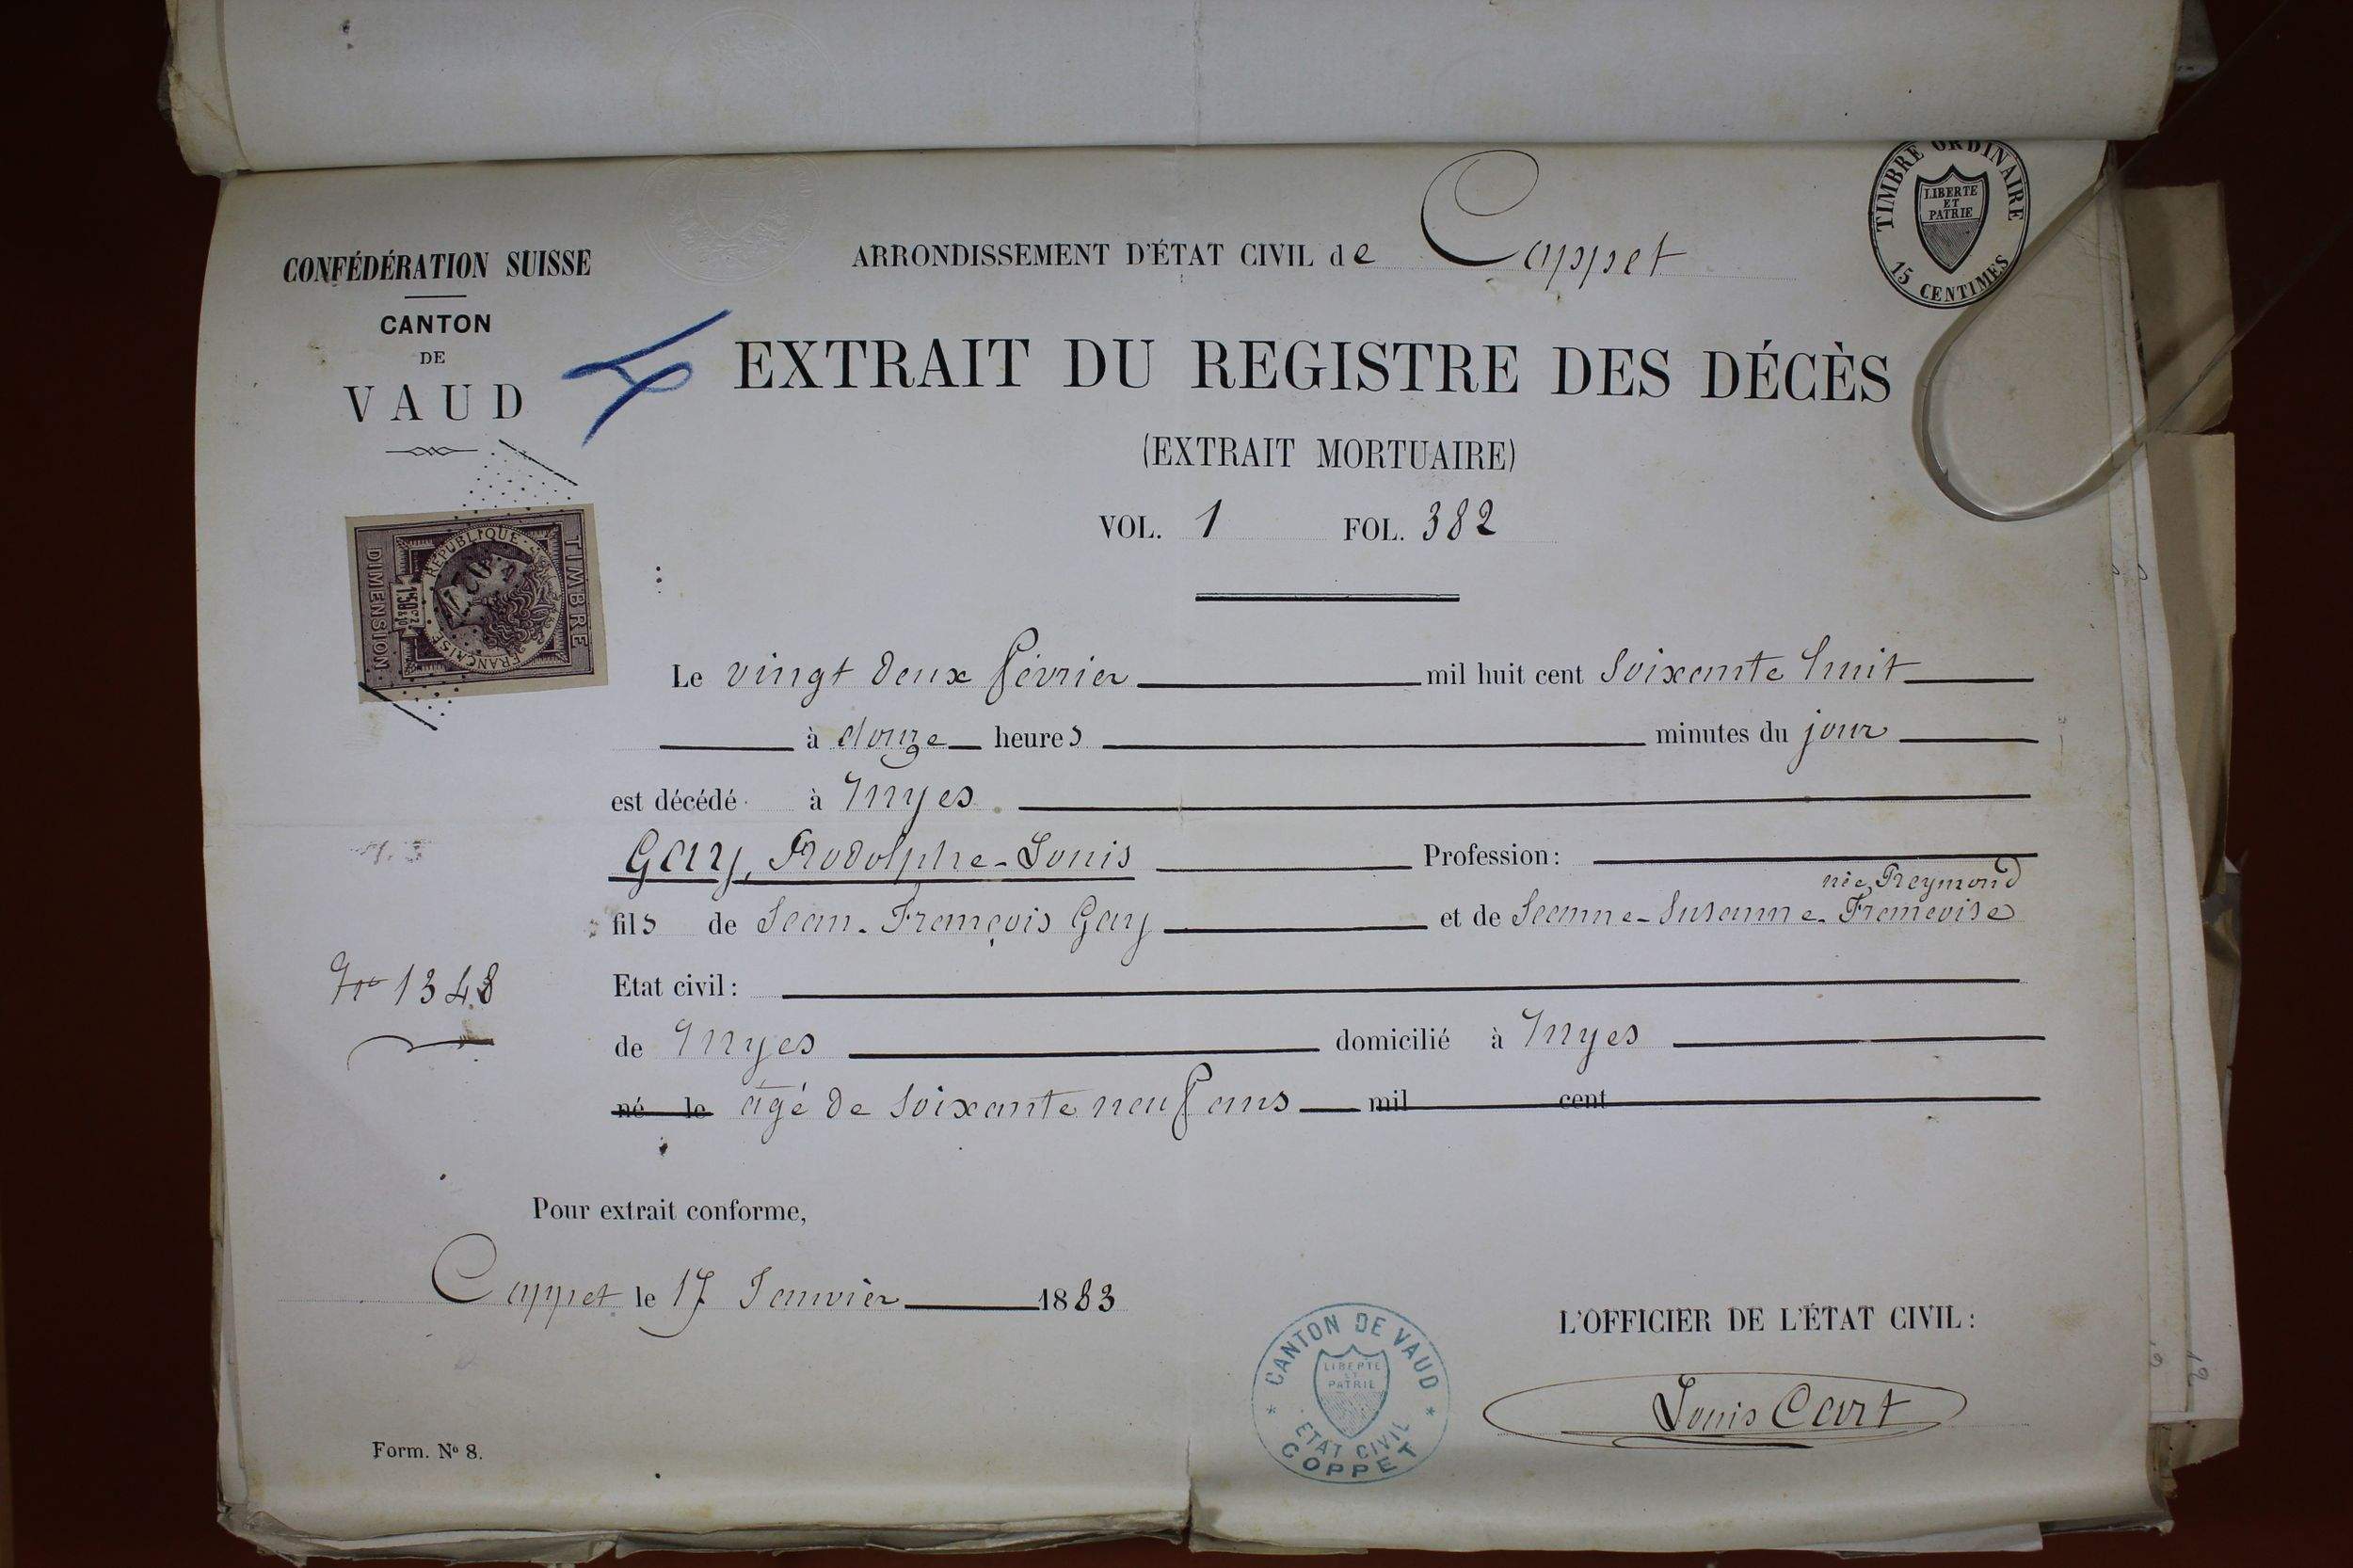 TIMBRE ORDINAIRE
LIBERTE
ET
PATRIE
15 CENTIMES
CONFÉDÉRATION SUISSE
CANTON
DE
VAUD
ARRONDISSEMENT D'ÉTAT CIVIL de Coppet
EXTRAIT DU REGISTRE DES DÉCÈS
(EXTRAIT MORTUAIRE)
VOL. 1 FOL. 382
TIMBRE
RÉPUBLIQUE FRANÇAISE
DIMENSION
Le vingt deux février mil huit cent soixante huit
à douze heures minutes du jour
est décédé à Myes
Gay, Rodolphe-Louis Profession:
née Reymond
fils de Jean-François Gay et de Jeanne-Susanne-Françoise
No 1348
Etat civil:
de Myes domicilié à Myes
né le âgé de soixante neuf ans mil cent
Pour extrait conforme,
Coppet le 17 Janvier 1883
L'OFFICIER DE L'ÉTAT CIVIL:
CANTON DE VAUD
LIBERTE
ET
PATRIE
ETAT CIVIL
COPPET
Louis Cart
Form. No 8.